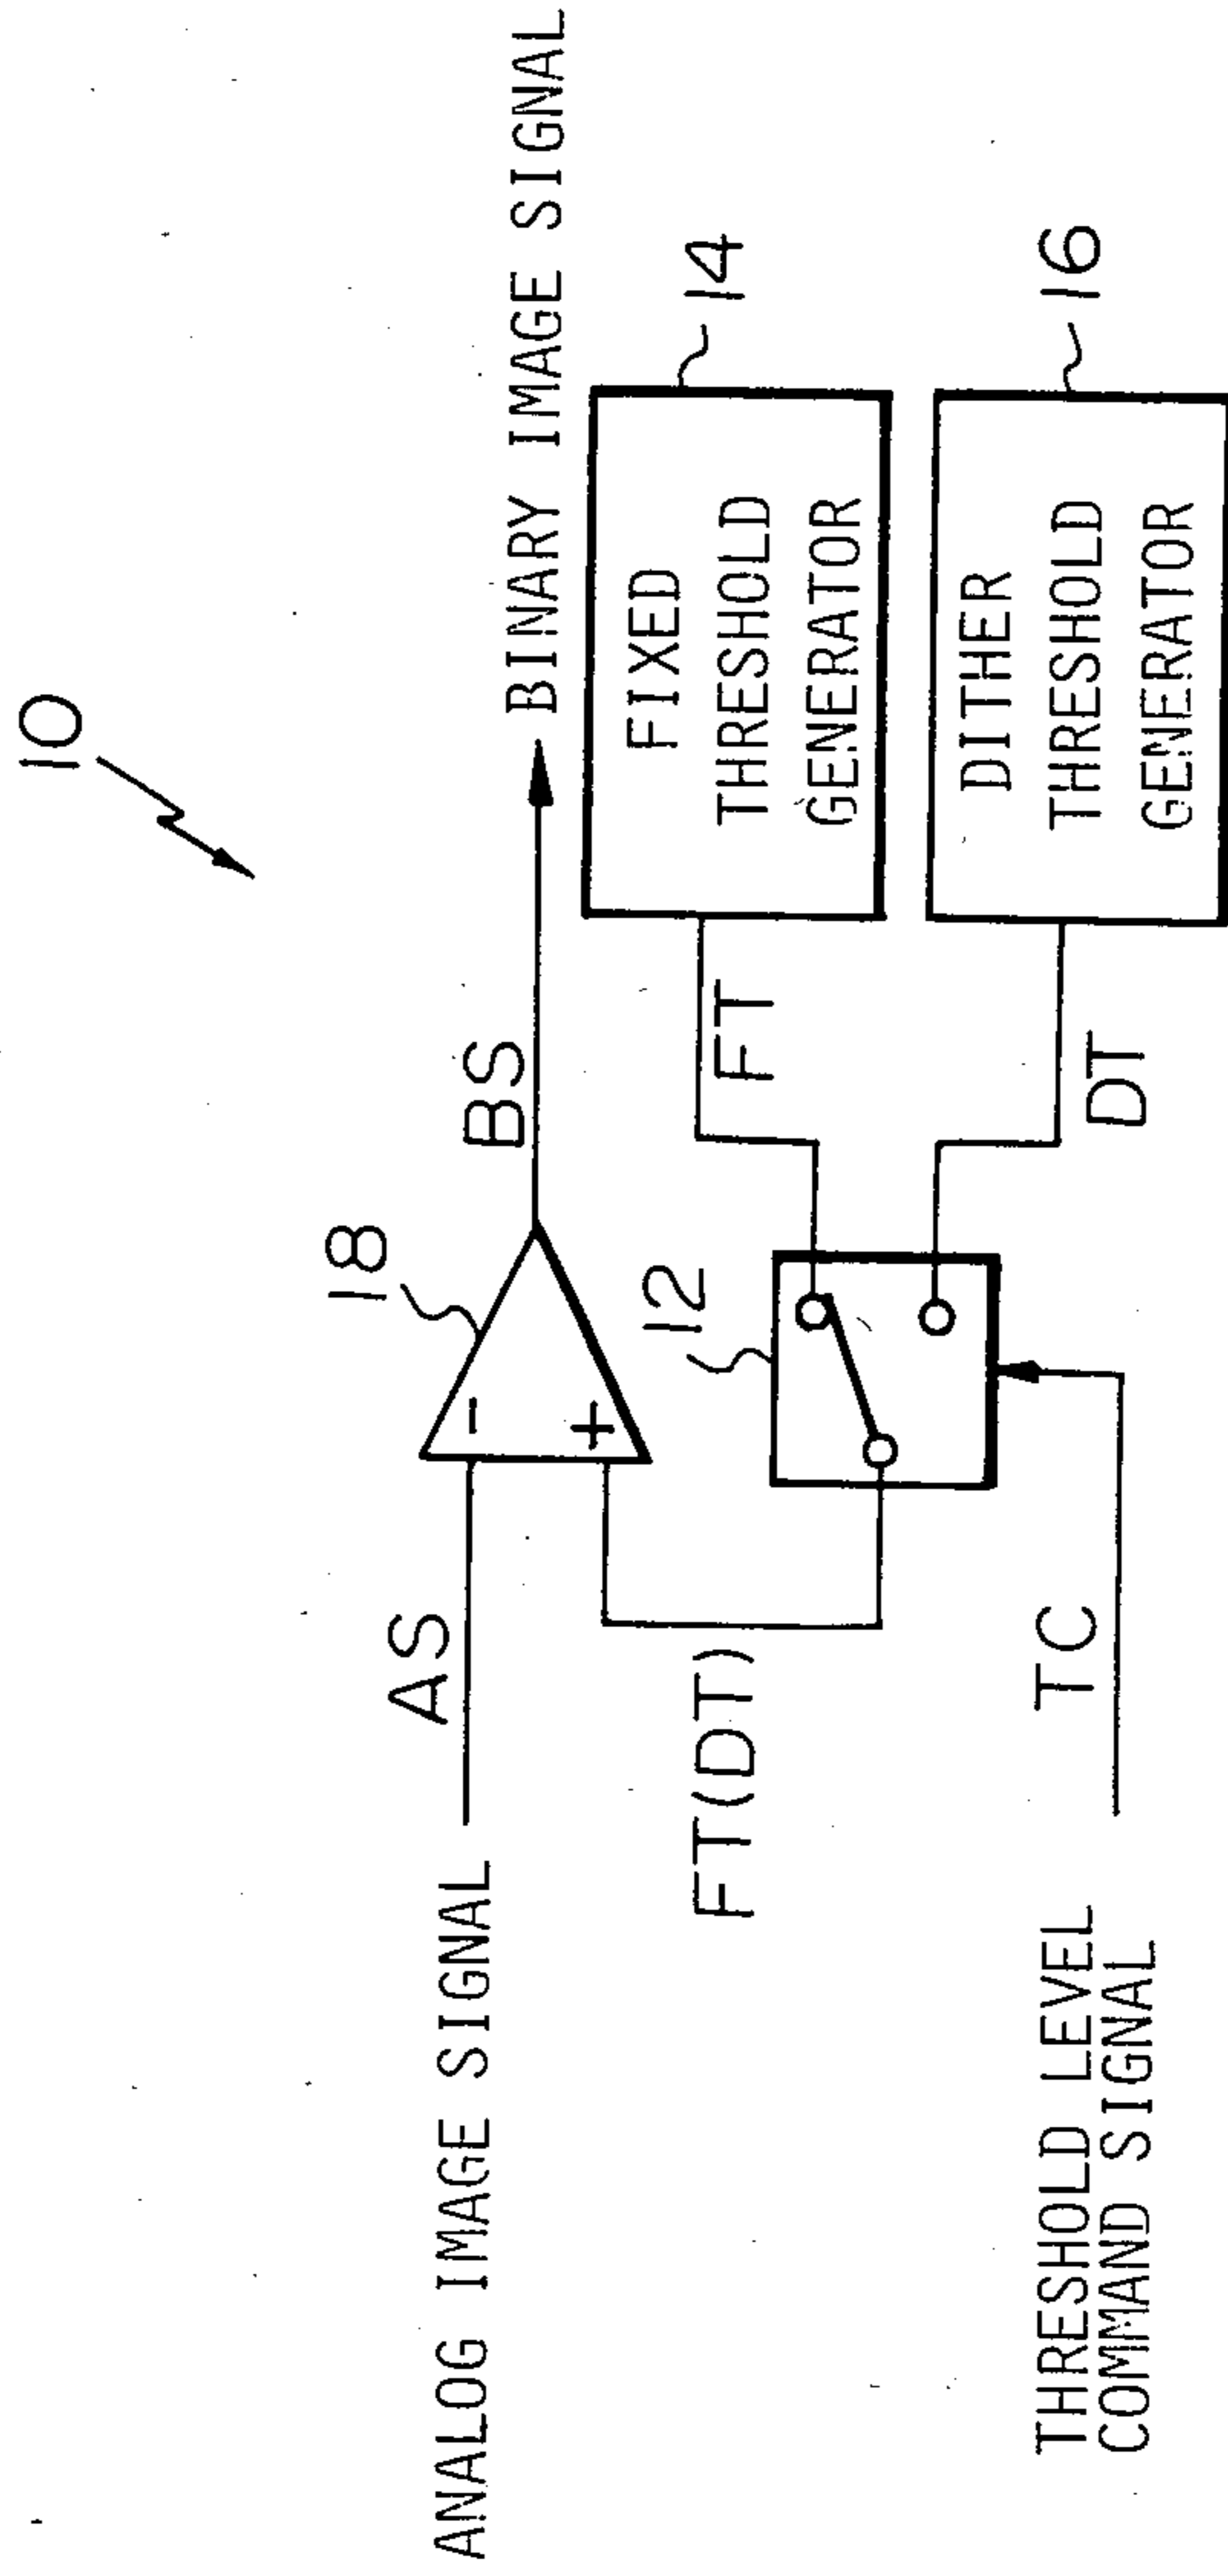 10
18
ANALOG IMAGE SIGNAL
AS
-
+
BS
BINARY IMAGE SIGNAL
12
FT(DT)
FT
FIXED
THRESHOLD
GENERATOR
14
THRESHOLD LEVEL
COMMAND SIGNAL
TC
DT
DITHER
THRESHOLD
GENERATOR
16